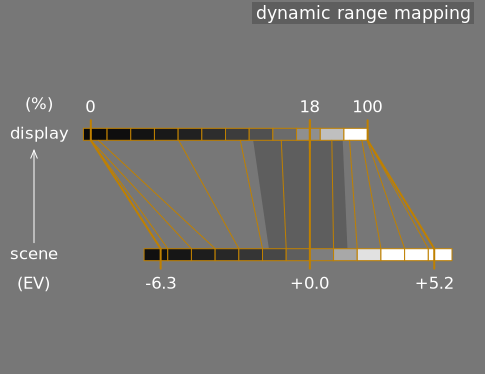 dynamic range mapping
(%) 0 18 100
display
scene
(EV) -6.3 +0.0 +5.2